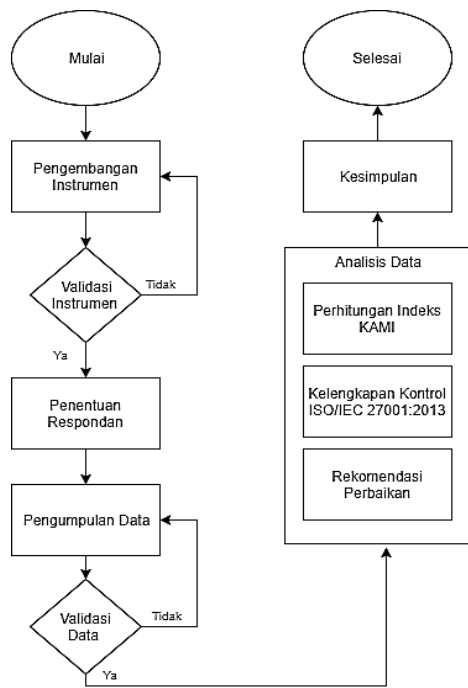 Mulai
Pengembangan
Instrumen
Validasi
Instrumen
Tidak
Ya
Penentuan
Respondan
Pengumpulan Data
Validasi
Data
Tidak
Ya
Analisis Data
Perhitungan Indeks
KAMI
Kelengkapan Kontrol
ISO/IEC 27001:2013
Rekomendasi
Perbaikan
Kesimpulan
Selesai